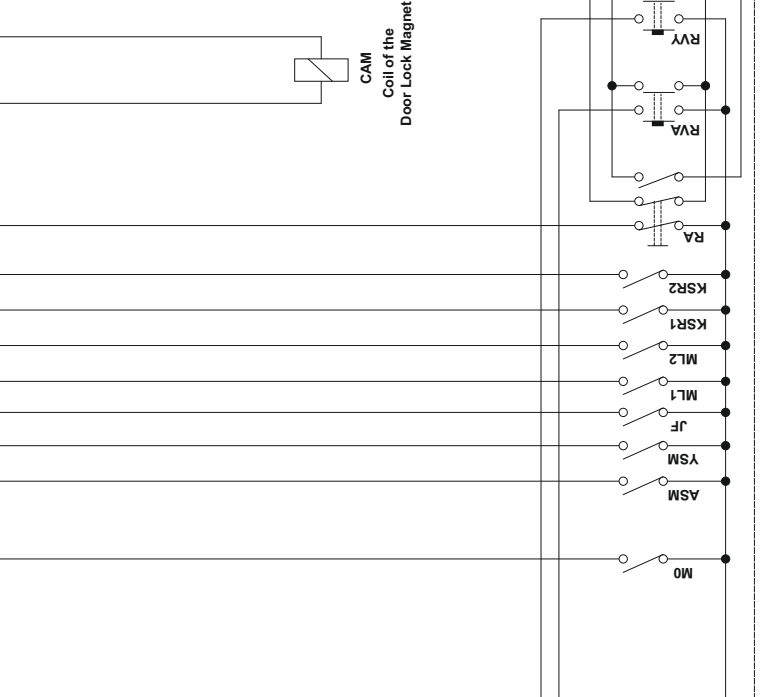 RVY
CAM
Coil of the
Door Lock Magnet
RVA
RA
KSR2
KSR1
ML2
ML1
JF
YSM
ASM
M0